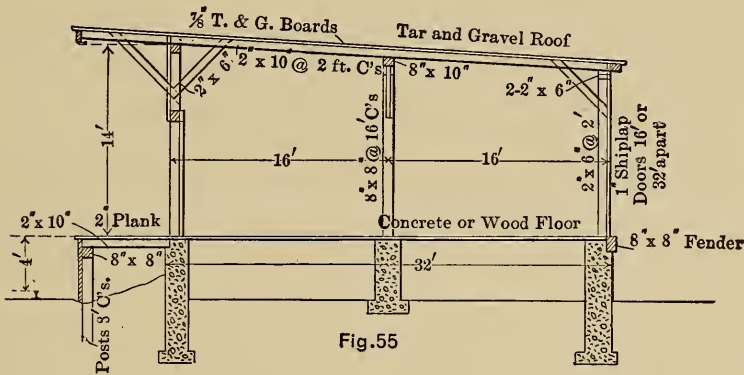 ⅞" T. & G. Boards
Tar and Gravel Roof
2" x 6"
2" x 10 @ 2 ft. C's.
8" x 10"
2-2" x 6"
14'
16'
8" x 8" @ 16' C's
16'
2" x 6" @ 2'
1" Shiplap
Doors 16' or
32' apart
2" x 10"
2" Plank
Concrete or Wood Floor
8" x 8"
32'
8" x 8" Fender
4'
Posts 8' C's.
Fig.55